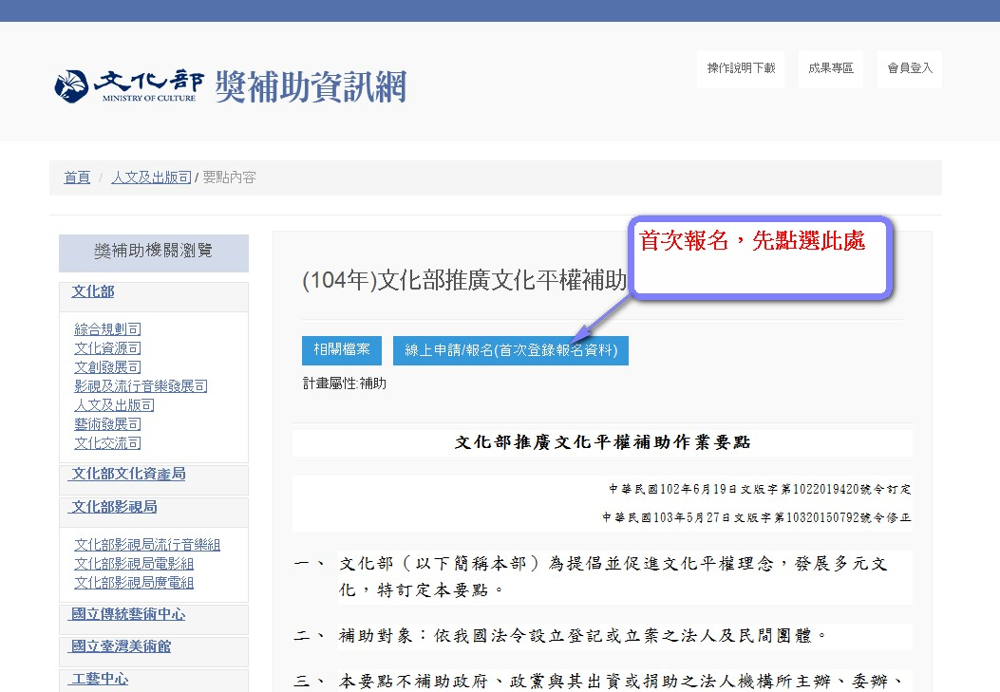 文化部
MINISTRY OF CULTURE
獎補助資訊網
操作說明下載
成果專區
會員登入
首頁 / 人文及出版司 / 要點內容
獎補助機關瀏覽
文化部
綜合規劃司
文化資源司
文創發展司
影視及流行音樂發展司
人文及出版司
藝術發展司
文化交流司
文化部文化資產局
文化部影視局
文化部影視局流行音樂組
文化部影視局電影組
文化部影視局廣電組
國立傳統藝術中心
國立臺灣美術館
工藝中心
首次報名，先點選此處
(104年)文化部推廣文化平權補助
相關檔案
線上申請/報名(首次登錄報名資料)
計畫屬性:補助
文化部推廣文化平權補助作業要點
中華民國102年6月19日文版字第1022019420號令訂定
中華民國103年5月27日文版字第10320150792號令修正
一、 文化部（以下簡稱本部）為提倡並促進文化平權理念，發展多元文
化，特訂定本要點。
二、 補助對象：依我國法令設立登記或立案之法人及民間團體。
三、 本要點不補助政府、政黨與其出資或捐助之法人機構所主辦、委辦、